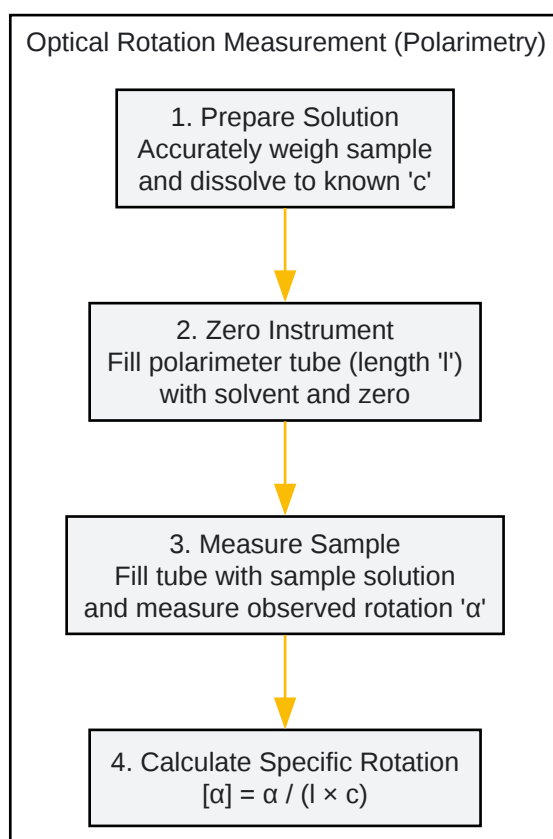 Optical Rotation Measurement (Polarimetry)
1. Prepare Solution
Accurately weigh sample
and dissolve to known 'c'
2. Zero Instrument
Fill polarimeter tube (length 'l')
with solvent and zero
3. Measure Sample
Fill tube with sample solution
and measure observed rotation 'α'
4. Calculate Specific Rotation
[α] = α / (l × c)